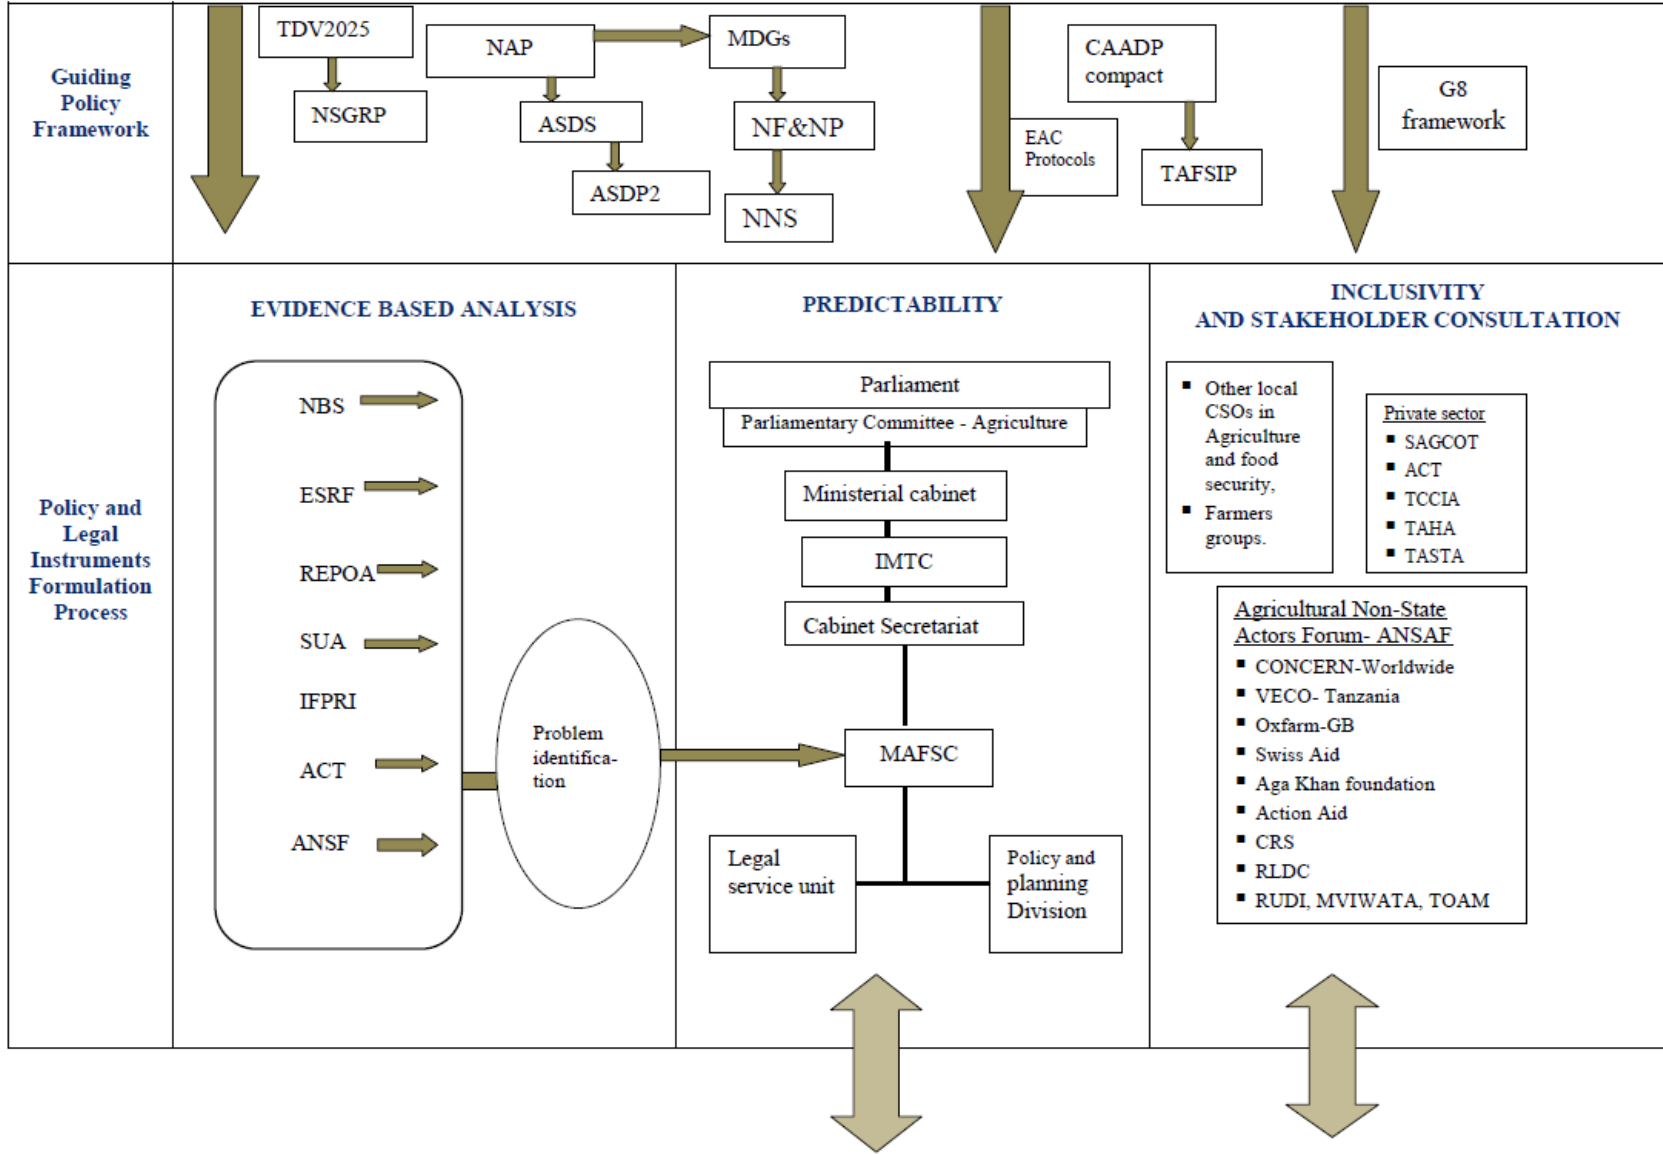 Guiding
Policy
Framework
TDV2025
NSGRP
NAP
ASDS
ASDP2
MDGs
NF&NP
NNS
EAC
Protocols
CAADP
compact
TAFSIP
G8
framework
Policy and
Legal
Instruments
Formulation
Process
EVIDENCE BASED ANALYSIS
NBS
ESRF
REPOA
SUA
IFPRI
ACT
ANSF
Problem
identifica-
tion
PREDICTABILITY
Parliament
Parliamentary Committee - Agriculture
Ministerial cabinet
IMTC
Cabinet Secretariat
MAFSC
Legal
service unit
Policy and
planning
Division
INCLUSIVITY
AND STAKEHOLDER CONSULTATION
▪ Other local
CSOs in
Agriculture
and food
security,
▪ Farmers
groups.
Private sector
▪ SAGCOT
▪ ACT
▪ TCCIA
▪ TAHA
▪ TASTA
Agricultural Non-State
Actors Forum- ANSAF
▪ CONCERN-Worldwide
▪ VECO- Tanzania
▪ Oxfarm-GB
▪ Swiss Aid
▪ Aga Khan foundation
▪ Action Aid
▪ CRS
▪ RLDC
▪ RUDI, MVIWATA, TOAM